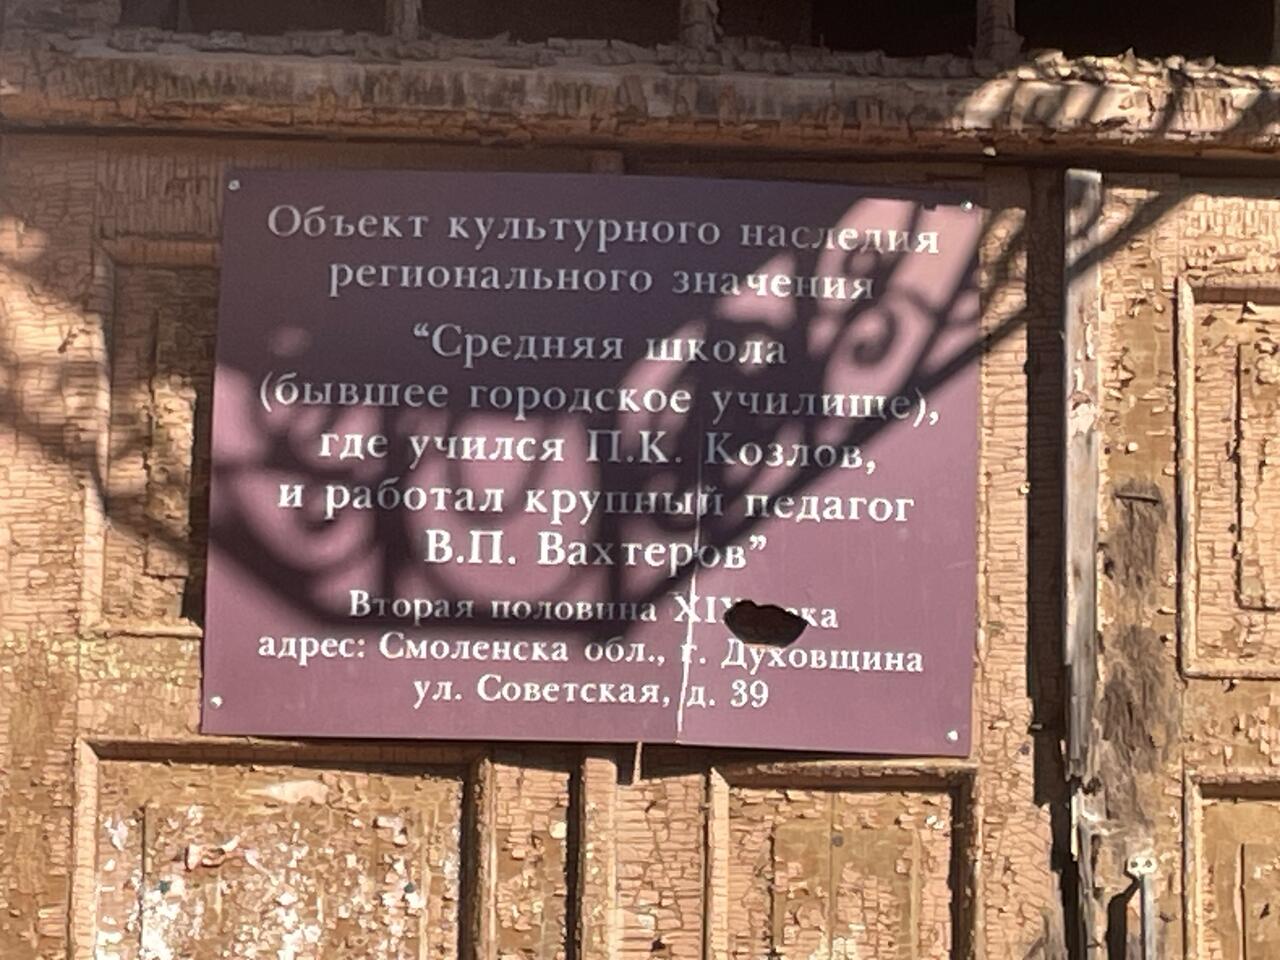 Объект культурного наследия
регионального значения
“Средняя школа
(бывшее городское училище),
где учился П.К. Козлов,
и работал крупный педагог
В.П. Вахтеров”
Вторая половина
адрес: Смоленска обл., г. Духовщина
ул. Советская, д. 39